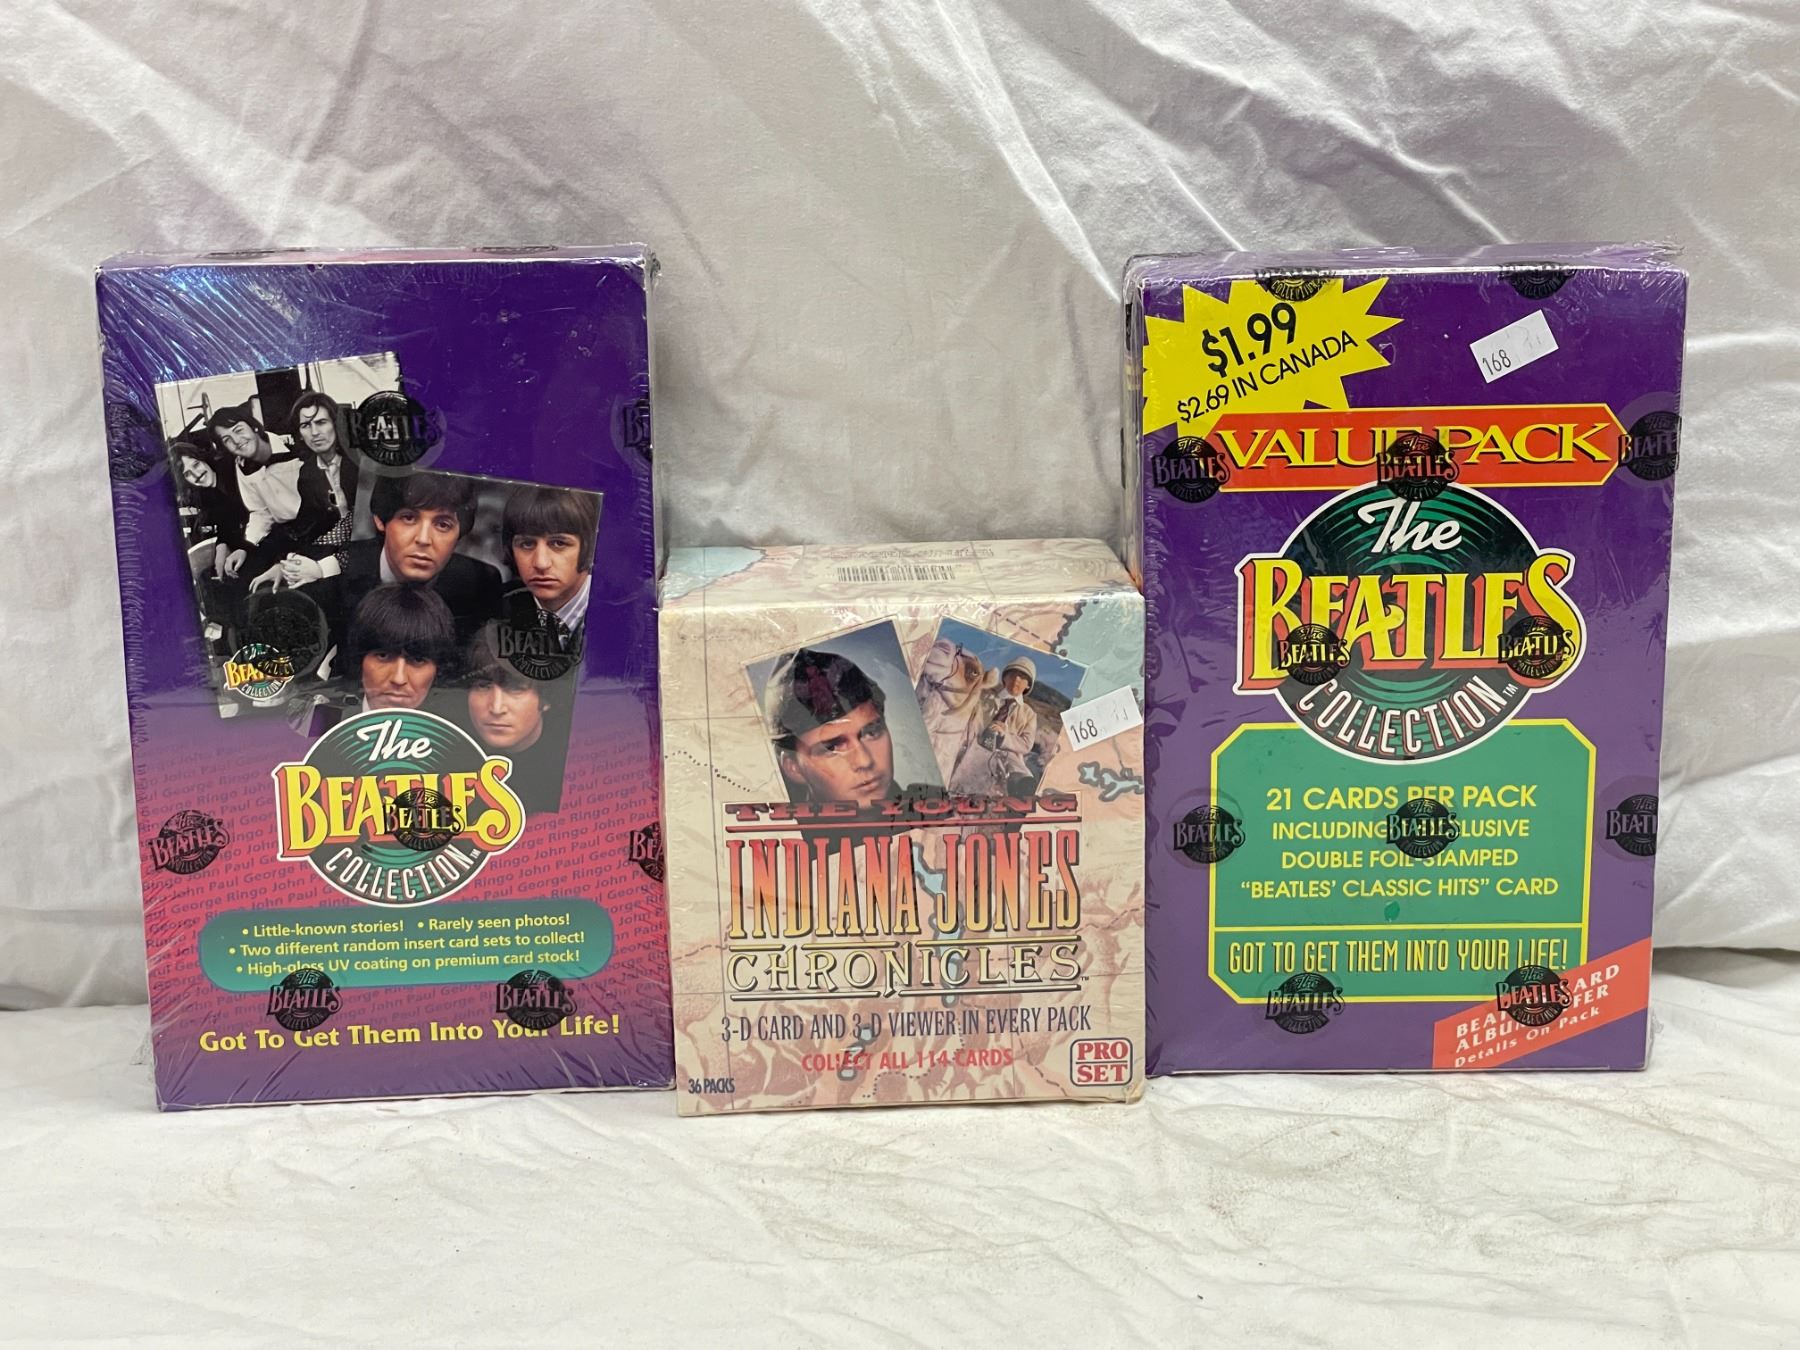 The
BEATLES
COLLECTION™
• Little-known stories! • Rarely seen photos!
• Two different random insert card sets to collect!
• High-gloss UV coating on premium card stock!
Got To Get Them Into Your Life!
THE YOUNG
INDIANA JONES
CHRONICLES™
3-D CARD AND 3-D VIEWER IN EVERY PACK
COLLECT ALL 114 CARDS
36 PACKS
PRO
SET
168
$1.99
$2.69 IN CANADA
168
VALUE PACK
The
BEATLES
COLLECTION™
21 CARDS PER PACK
INCLUDING
DOUBLE FOIL-STAMPED
"BEATLES' CLASSIC HITS" CARD
GOT TO GET THEM INTO YOUR LIFE!
Details On Pack